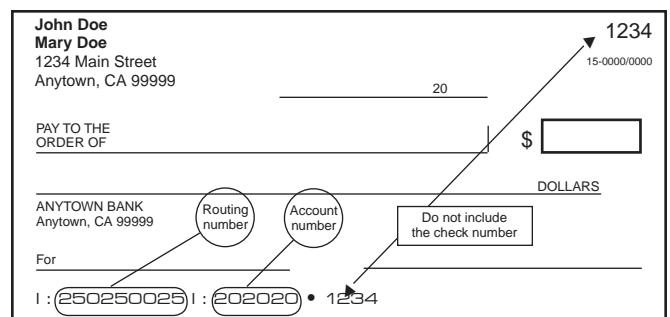 John Doe
Mary Doe
1234 Main Street
Anytown, CA 99999
1234
15-0000/0000
20
PAY TO THE
ORDER OF
$
DOLLARS
ANYTOWN BANK
Anytown, CA 99999
Routing
number
Account
number
Do not include
the check number
For
I : 250250025 I : 202020 • 1234